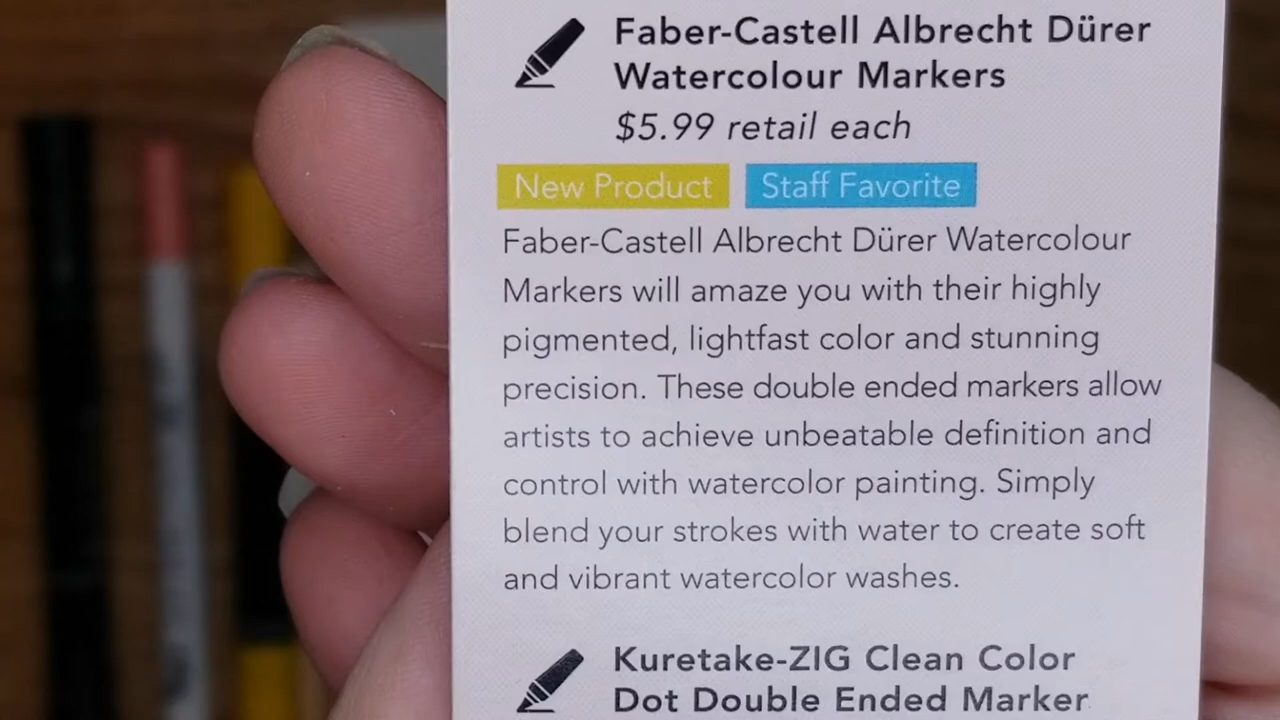 Faber-Castell Albrecht Dürer
Watercolour Markers
$5.99 retail each
New Product Staff Favorite
Faber-Castell Albrecht Dürer Watercolour
Markers will amaze you with their highly
pigmented, lightfast color and stunning
precision. These double ended markers allow
artists to achieve unbeatable definition and
control with watercolor painting. Simply
blend your strokes with water to create soft
and vibrant watercolor washes.
Kuretake-ZIG Clean Color
Dot Double Ended Marker